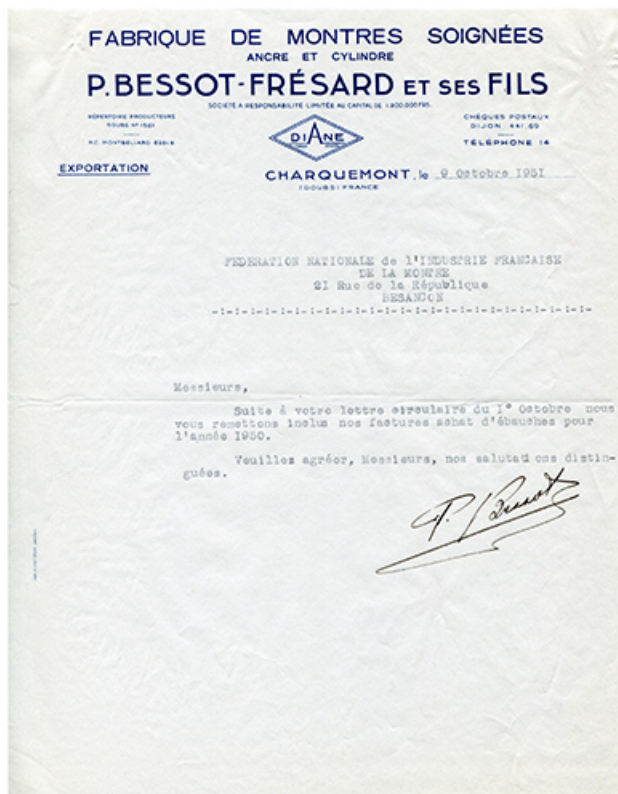 FABRIQUE DE MONTRES SOIGNÉES
ANCRE ET CYLINDRE
P. BESSOT-FRÉSARD ET SES FILS
SOCIÉTÉ A RESPONSABILITÉ LIMITÉE AU CAPITAL DE 1.800.000 FRS.
RÉPERTOIRE PRODUCTEURS
R.C. MONTBÉLIARD
DIANE
CHÈQUES POSTAUX
DIJON : 441.69
TÉLÉPHONE 14
EXPORTATION
CHARQUEMONT, le 9 Octobre 1951
(DOUBS) FRANCE
FEDERATION NATIONALE de l'INDUSTRIE FRANCAISE
DE LA MONTRE
21 Rue de la République
BESANCON
-:-:-:-:-:-:-:-:-:-:-:-:-:-:-:-:-:-:-:-:-:-:-:-
Messieurs,
Suite à votre lettre circulaire du I° Octobre nous
vous remettons inclus nos factures achat d'ébauches pour
l'année 1950.
Veuillez agréer, Messieurs, nos salutations distin-
guées.
P. Bessot